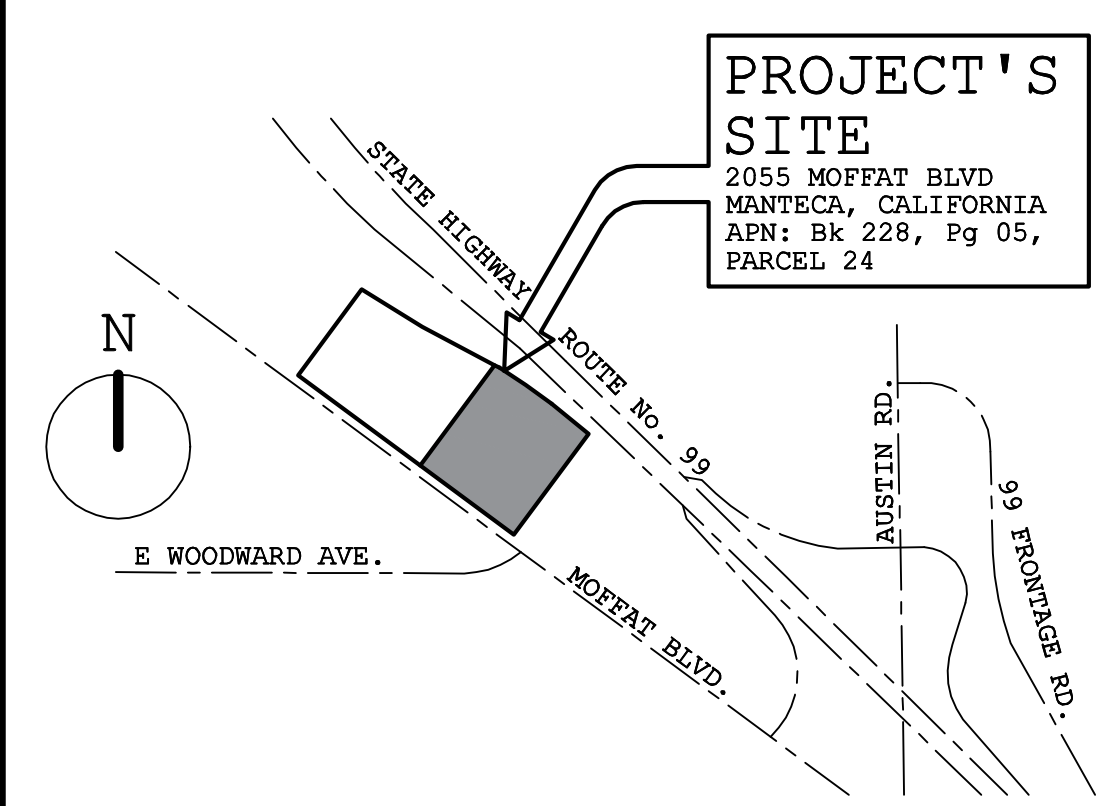 PROJECT'S
SITE
2055 MOFFAT BLVD
MANTECA, CALIFORNIA
APN: Bk 228, Pg 05,
PARCEL 24
STATE HIGHWAY
ROUTE No. 99
N
AUSTIN RD.
99 FRONTAGE RD.
E WOODWARD AVE.
MOFFAT BLVD.